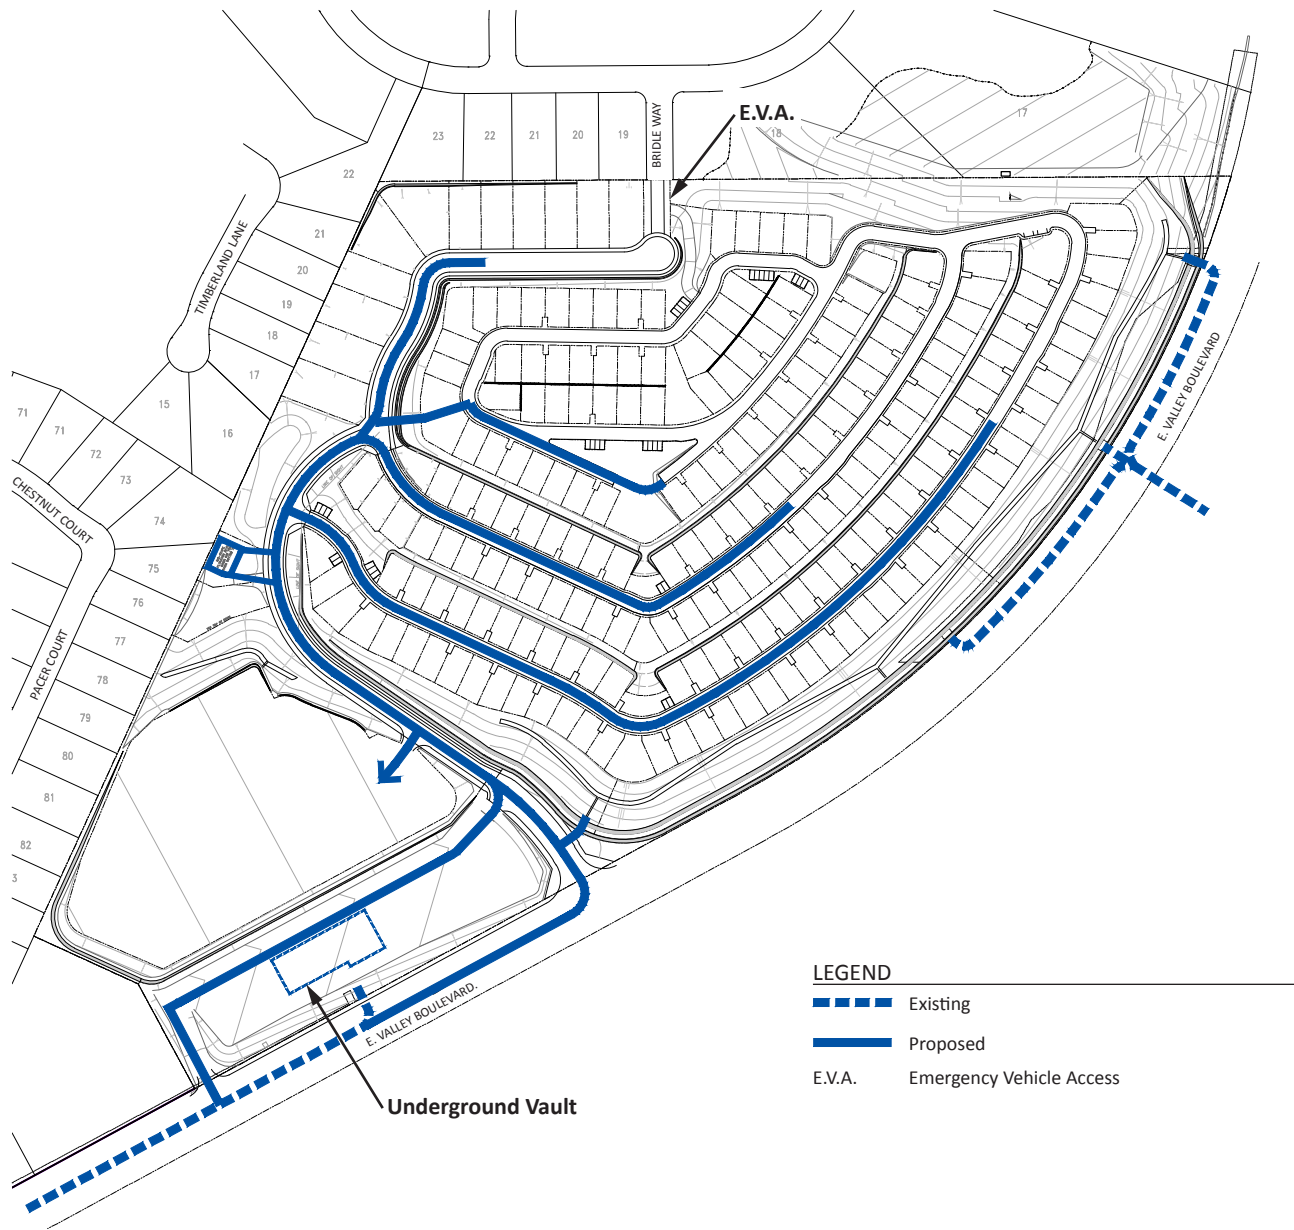 E.V.A.
BRIDLE WAY
23
22
21
20
19
17
18
22
21
20
19
18
17
16
15
TIMBERLAND LANE
71
71
72
73
74
75
76
77
78
79
80
81
82
3
CHESTNUT COURT
PACER COURT
E. VALLEY BOULEVARD
E. VALLEY BOULEVARD.
Underground Vault
LEGEND
Existing
Proposed
E.V.A. Emergency Vehicle Access